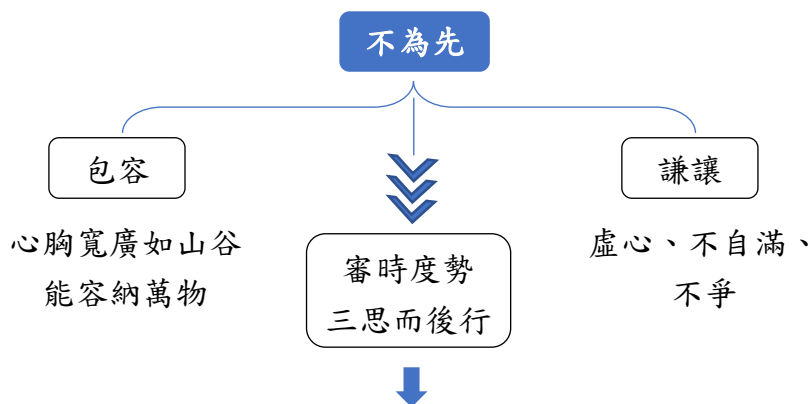 不為先
包容
謙讓
心胸寬廣如山谷
能容納萬物
審時度勢
三思而後行
虛心、不自滿、
不爭